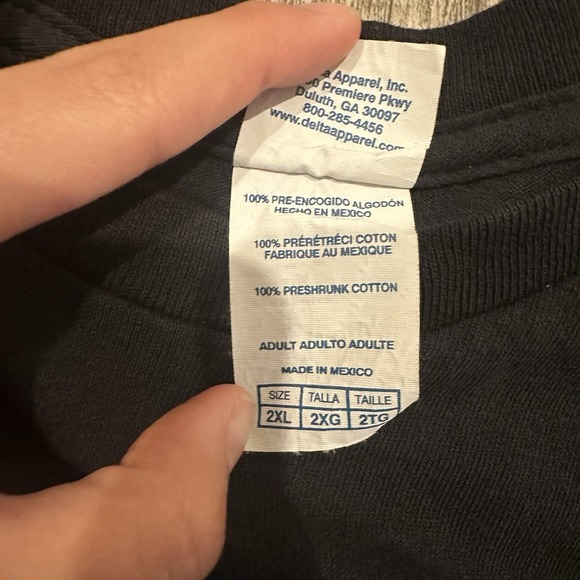 Apparel, Inc.
Premiere Pkwy
Duluth, GA 30097
800-285-4456
www.deltaapparel.com
100% PRE-ENCOGIDO ALGODÓN
HECHO EN MEXICO
100% PRÉRÉTRÉCI COTON
FABRIQUE AU MEXIQUE
100% PRESHRUNK COTTON
ADULT ADULTO ADULTE
MADE IN MEXICO
SIZE TALLA TAILLE
2XL 2XG 2TG